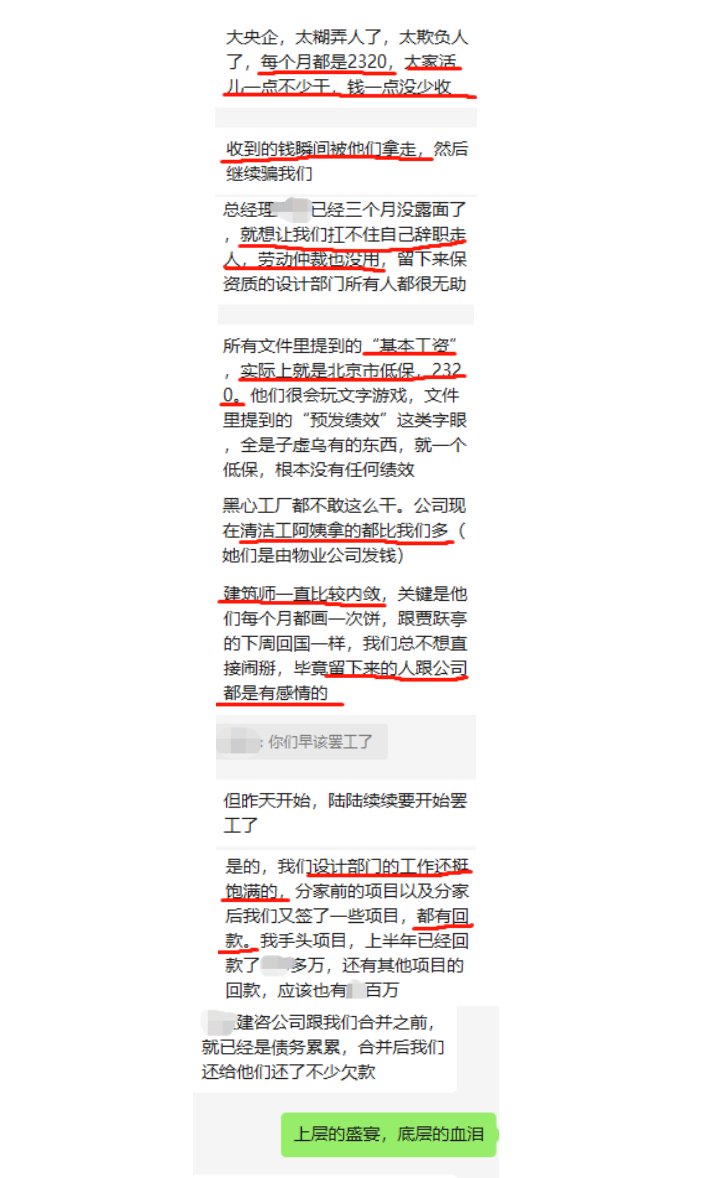 大央企，太糊弄人了，太欺负人
了，每个月都是2320，大家活
儿一点不少干，钱一点没少收
收到的钱瞬间被他们拿走，然后
继续骗我们
总经理已经三个月没露面了
，就想让我们扛不住自己辞职走
人，劳动仲裁也没用，留下来保
资质的设计部门所有人都很无助
所有文件里提到的“基本工资”
，实际上就是北京市低保，232
0。他们很会玩文字游戏，文件
里提到的“预发绩效”这类字眼
，全是子虚乌有的东西，就一个
低保，根本没有任何绩效
黑心工厂都不敢这么干。公司现
在清洁工阿姨拿的都比我们多（
她们是由物业公司发钱）
建筑师一直比较内敛，关键是他
们每个月都画一次饼，跟贾跃亭
的下周回国一样，我们总不想直
接闹掰，毕竟留下来的人跟公司
都是有感情的
: 你们早该罢工了
但昨天开始，陆陆续续要开始罢
工了
是的，我们设计部门的工作还挺
饱满的，分家前的项目以及分家
后我们又签了一些项目，都有回
款。我手头项目，上半年已经回
款了多万，还有其他项目的
回款，应该也有百万
建咨公司跟我们合并之前，
就已经是债务累累，合并后我们
还给他们还了不少欠款
上层的盛宴，底层的血泪